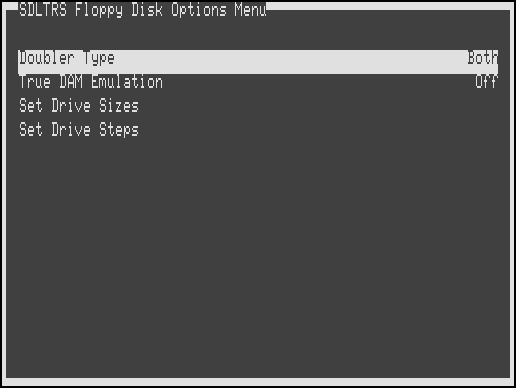 SDLTRS Floppy Disk Options Menu
Doubler Type Both
True DAM Emulation Off
Set Drive Sizes
Set Drive Steps